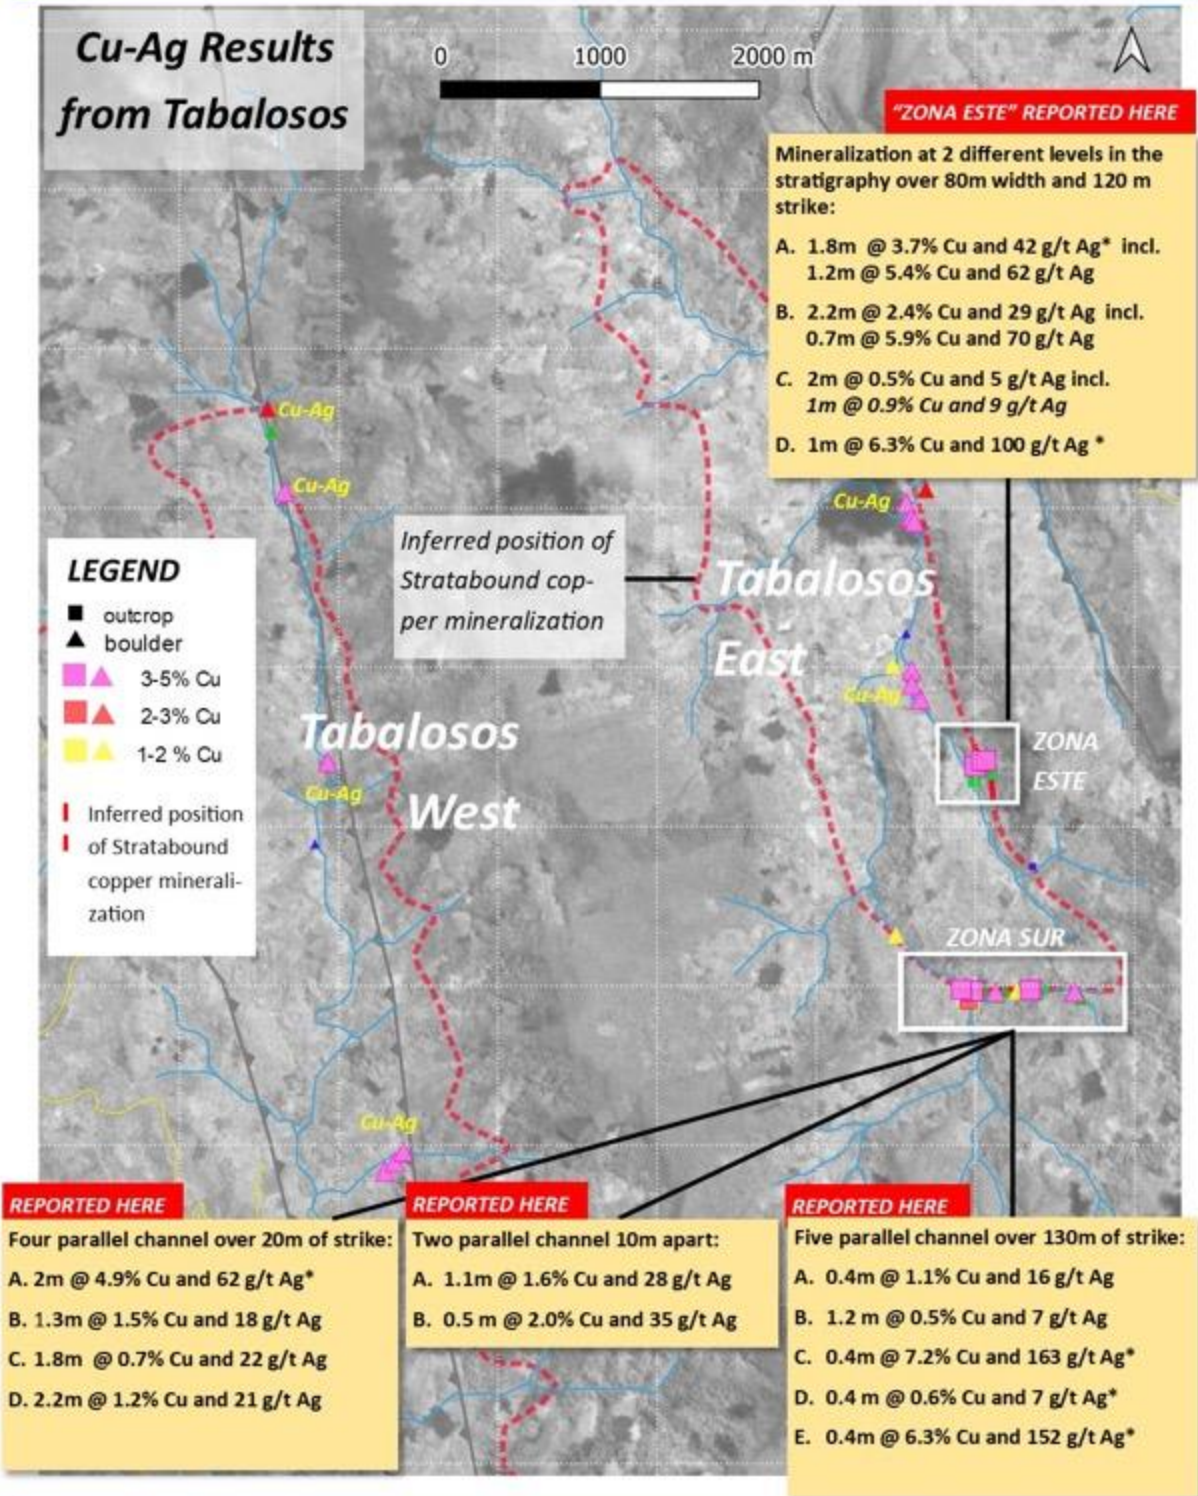 Cu-Ag Results
from Tabalosos
0 1000 2000 m
"ZONA ESTE" REPORTED HERE
Mineralization at 2 different levels in the
stratigraphy over 80m width and 120 m
strike:
A. 1.8m @ 3.7% Cu and 42 g/t Ag* incl.
1.2m @ 5.4% Cu and 62 g/t Ag
B. 2.2m @ 2.4% Cu and 29 g/t Ag incl.
0.7m @ 5.9% Cu and 70 g/t Ag
C. 2m @ 0.5% Cu and 5 g/t Ag incl.
1m @ 0.9% Cu and 9 g/t Ag
D. 1m @ 6.3% Cu and 100 g/t Ag *
Cu-Ag
Cu-Ag
Cu-Ag
Inferred position of
Stratabound cop-
per mineralization
Tabalosos
East
Cu-Ag
LEGEND
outcrop
boulder
3-5% Cu
2-3% Cu
1-2 % Cu
Inferred position
of Stratabound
copper minerali-
zation
Tabalosos
West
Cu-Ag
ZONA
ESTE
ZONA SUR
Cu-Ag
REPORTED HERE
Four parallel channel over 20m of strike:
A. 2m @ 4.9% Cu and 62 g/t Ag*
B. 1.3m @ 1.5% Cu and 18 g/t Ag
C. 1.8m @ 0.7% Cu and 22 g/t Ag
D. 2.2m @ 1.2% Cu and 21 g/t Ag
REPORTED HERE
Two parallel channel 10m apart:
A. 1.1m @ 1.6% Cu and 28 g/t Ag
B. 0.5 m @ 2.0% Cu and 35 g/t Ag
REPORTED HERE
Five parallel channel over 130m of strike:
A. 0.4m @ 1.1% Cu and 16 g/t Ag
B. 1.2 m @ 0.5% Cu and 7 g/t Ag
C. 0.4m @ 7.2% Cu and 163 g/t Ag*
D. 0.4 m @ 0.6% Cu and 7 g/t Ag*
E. 0.4m @ 6.3% Cu and 152 g/t Ag*